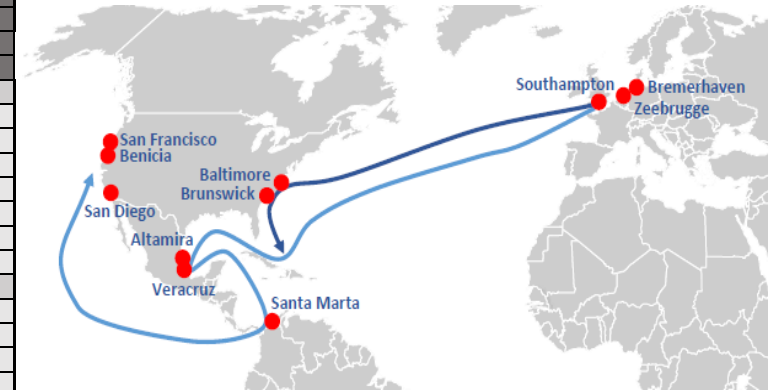 Southampton
Bremerhaven
Zeebrugge
San Francisco
Benicia
Baltimore
Brunswick
San Diego
Altamira
Veracruz
Santa Marta